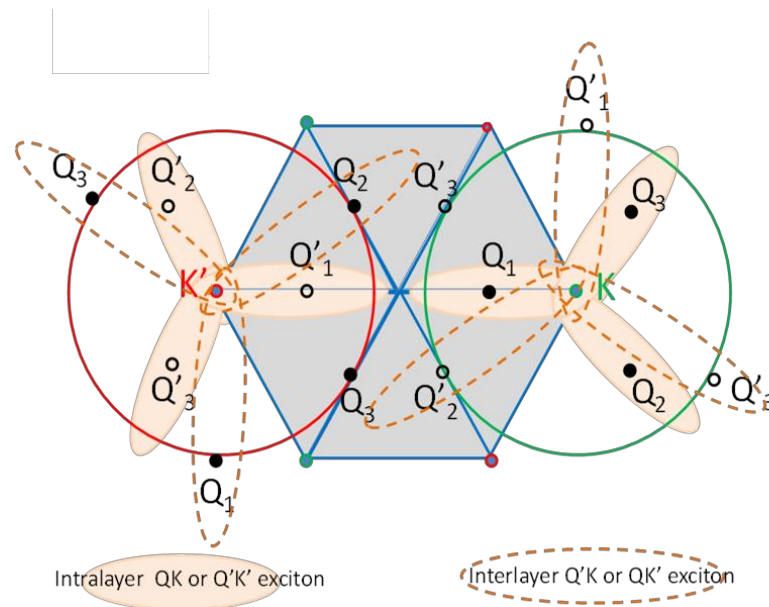 Q'1
Q3
Q'2
Q2
Q'3
Q3
Q'1
Q1
K'
K
Q'3
Q3
Q'2
Q2
Q'3
Q1
Intralayer QK or Q'K' exciton
Interlayer Q'K or QK' exciton